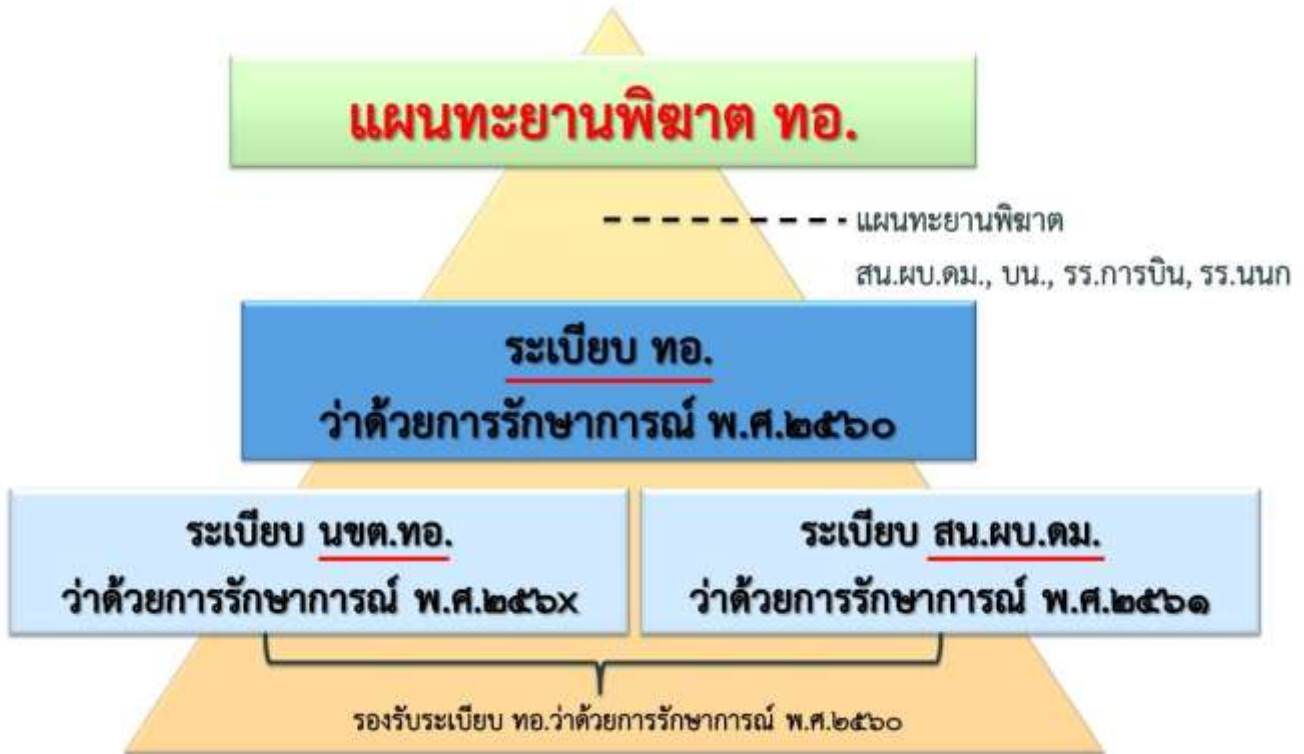 แผนทะยานพิฆาต ทอ.
แผนทะยานพิฆาต
สน.ผบ.ดม., บน., รร.การบิน, รร.นนก
ระเบียบ ทอ.
ว่าด้วยการรักษาการณ์ พ.ศ.๒๕๖๐
ระเบียบ นขต.ทอ.
ว่าด้วยการรักษาการณ์ พ.ศ.๒๕๖X
ระเบียบ สน.ผบ.ดม.
ว่าด้วยการรักษาการณ์ พ.ศ.๒๕๖๑
รองรับระเบียบ ทอ.ว่าด้วยการรักษาการณ์ พ.ศ.๒๕๖๐